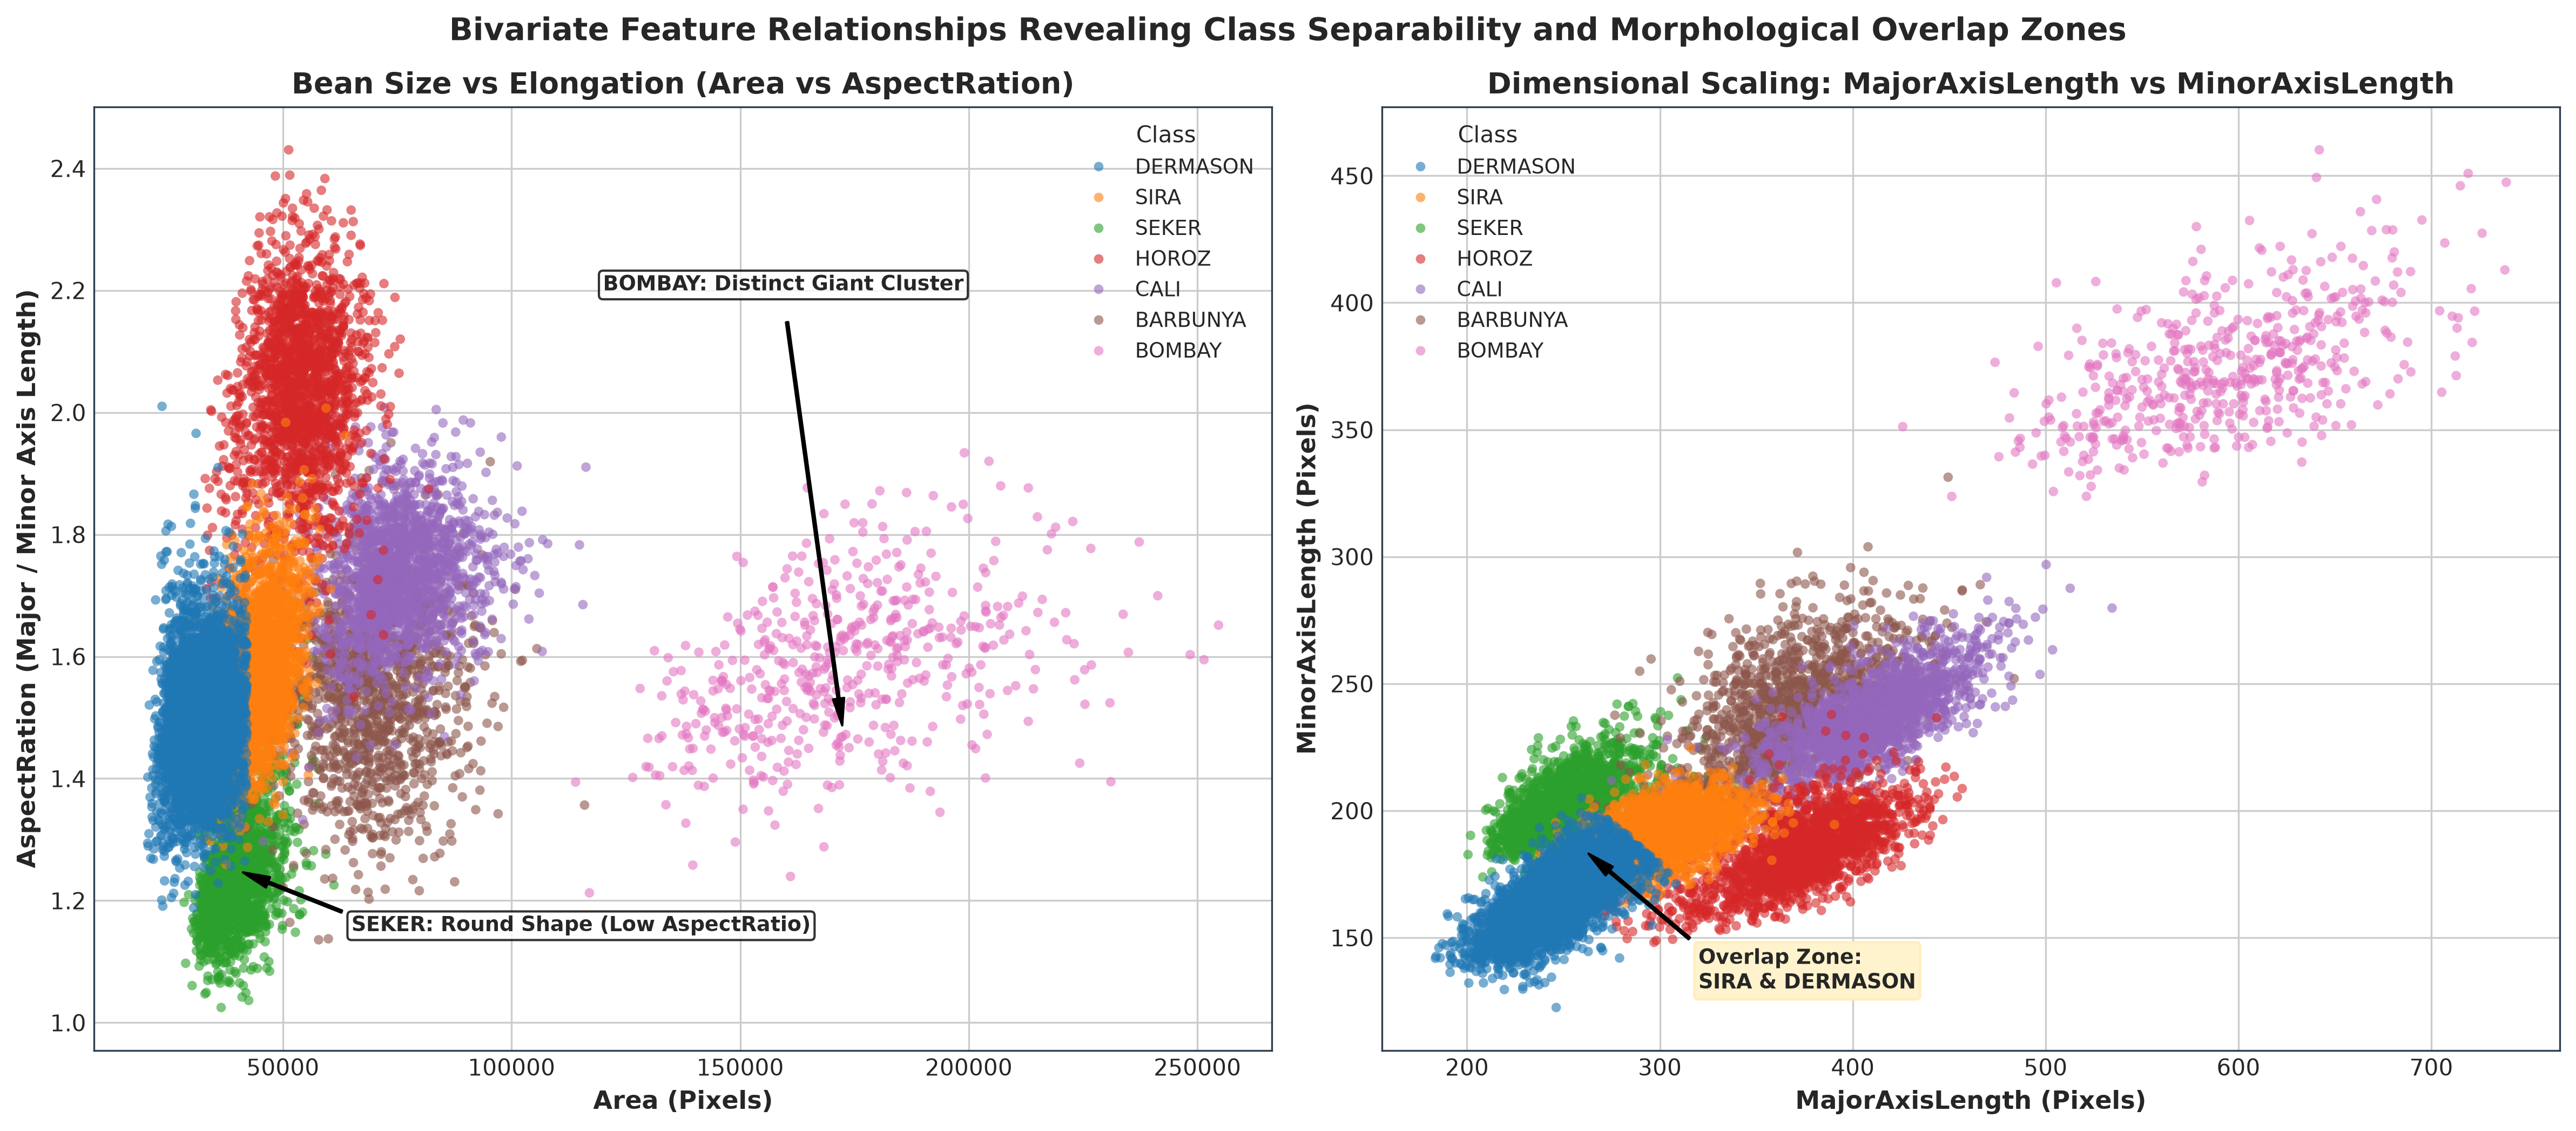 Bivariate Feature Relationships Revealing Class Separability and Morphological Overlap Zones
Bean Size vs Elongation (Area vs AspectRation)
AspectRation (Major / Minor Axis Length)
2.4
2.2
2.0
1.8
1.6
1.4
1.2
1.0
Class
DERMASON
SIRA
SEKER
HOROZ
CALI
BARBUNYA
BOMBAY
BOMBAY: Distinct Giant Cluster
SEKER: Round Shape (Low AspectRatio)
50000
100000
150000
200000
250000
Area (Pixels)
Dimensional Scaling: MajorAxisLength vs MinorAxisLength
MinorAxisLength (Pixels)
450
400
350
300
250
200
150
Class
DERMASON
SIRA
SEKER
HOROZ
CALI
BARBUNYA
BOMBAY
Overlap Zone:
SIRA & DERMASON
200
300
400
500
600
700
MajorAxisLength (Pixels)